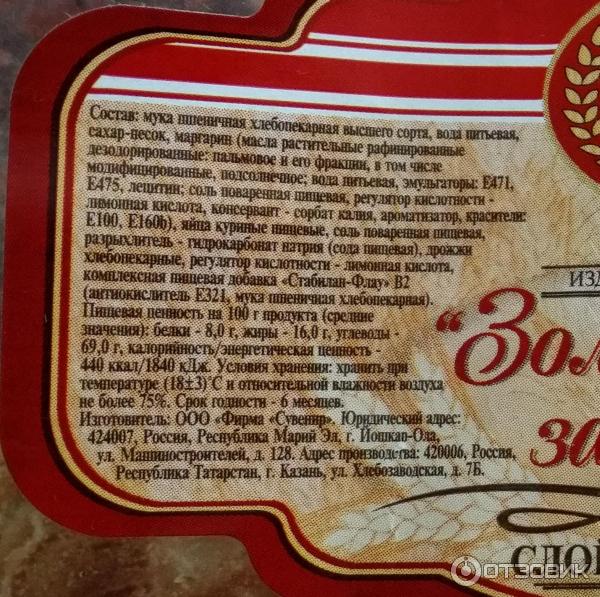 Состав: мука пшеничная хлебопекарная высшего сорта, вода питьевая,
сахар-песок, маргарин (масла растительные рафинированные
дезодорированные: пальмовое и его фракции, в том числе
модифицированные, подсолнечное; вода питьевая, эмульгаторы: Е471,
Е475, лецитин; соль поваренная пищевая, регулятор кислотности -
лимонная кислота, консервант - сорбат калия, ароматизатор, красители:
Е100, Е160b), яйца куриные пищевые, соль поваренная пищевая,
разрыхлитель - гидрокарбонат натрия (сода пищевая), дрожжи
хлебопекарные, регулятор кислотности - лимонная кислота,
комплексная пищевая добавка «Стабилан-Флау» В2
(антиокислитель Е321, мука пшеничная хлебопекарная).
Пищевая ценность на 100 г продукта (средние
значения): белки - 8,0 г, жиры - 16,0 г, углеводы -
69,0 г, калорийность/энергетическая ценность -
440 ккал/1840 кДж. Условия хранения: хранить при
температуре (18±3)˚С и относительной влажности воздуха
не более 75%. Срок годности - 6 месяцев.
Изготовитель: ООО «Фирма «Сувенир». Юридический адрес:
424007, Россия, Республика Марий Эл, г. Йошкар-Ола,
ул. Машиностроителей, д. 128. Адрес производства: 420006, Россия,
Республика Татарстан, г. Казань, ул. Хлебозаводская, д. 7Б.
ИЗД
“Зол
за
СЛОЙ
ОТЗОВИК